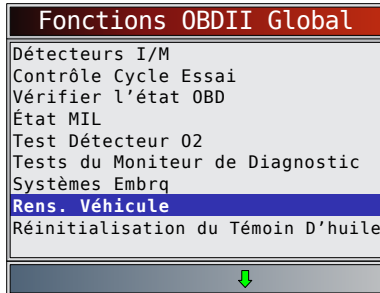 Fonctions OBDII Global
Détecteurs I/M
Contrôle Cycle Essai
Vérifier l’état OBD
État MIL
Test Détecteur O2
Tests du Moniteur de Diagnostic
Systèmes Embrq
Rens. Véhicule
Réinitialisation du Témoin D’huile